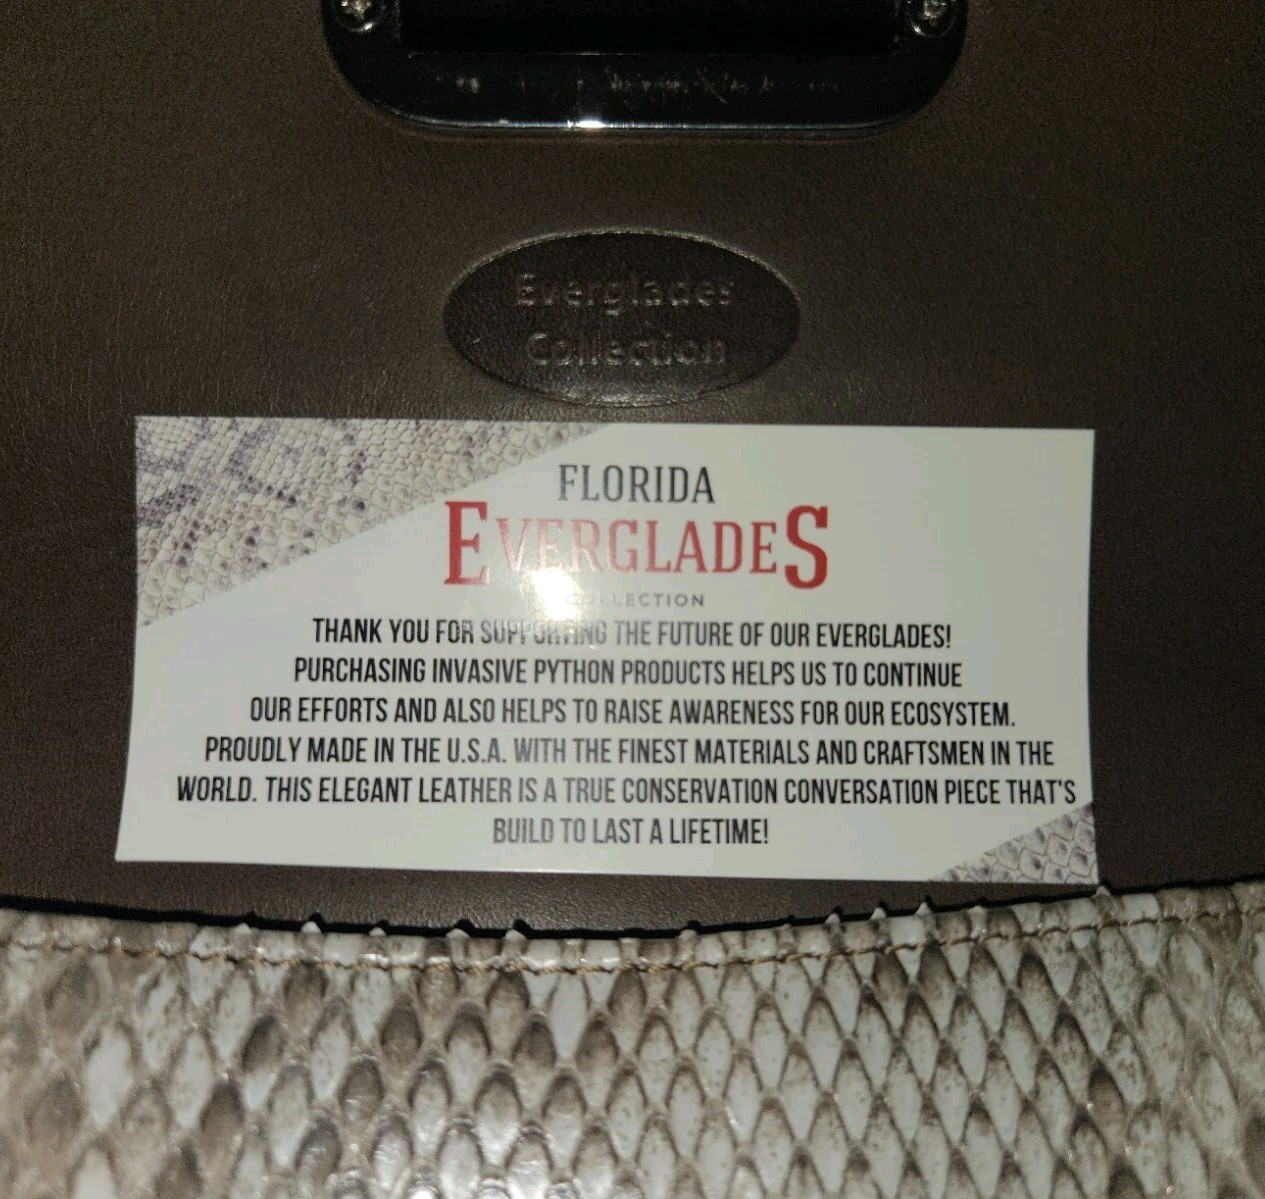 Everglades
Collection
FLORIDA
EVERGLADES
COLLECTION
THANK YOU FOR SUPPORTING THE FUTURE OF OUR EVERGLADES!
PURCHASING INVASIVE PYTHON PRODUCTS HELPS US TO CONTINUE
OUR EFFORTS AND ALSO HELPS TO RAISE AWARENESS FOR OUR ECOSYSTEM.
PROUDLY MADE IN THE U.S.A. WITH THE FINEST MATERIALS AND CRAFTSMEN IN THE
WORLD. THIS ELEGANT LEATHER IS A TRUE CONSERVATION CONVERSATION PIECE THAT'S
BUILD TO LAST A LIFETIME!